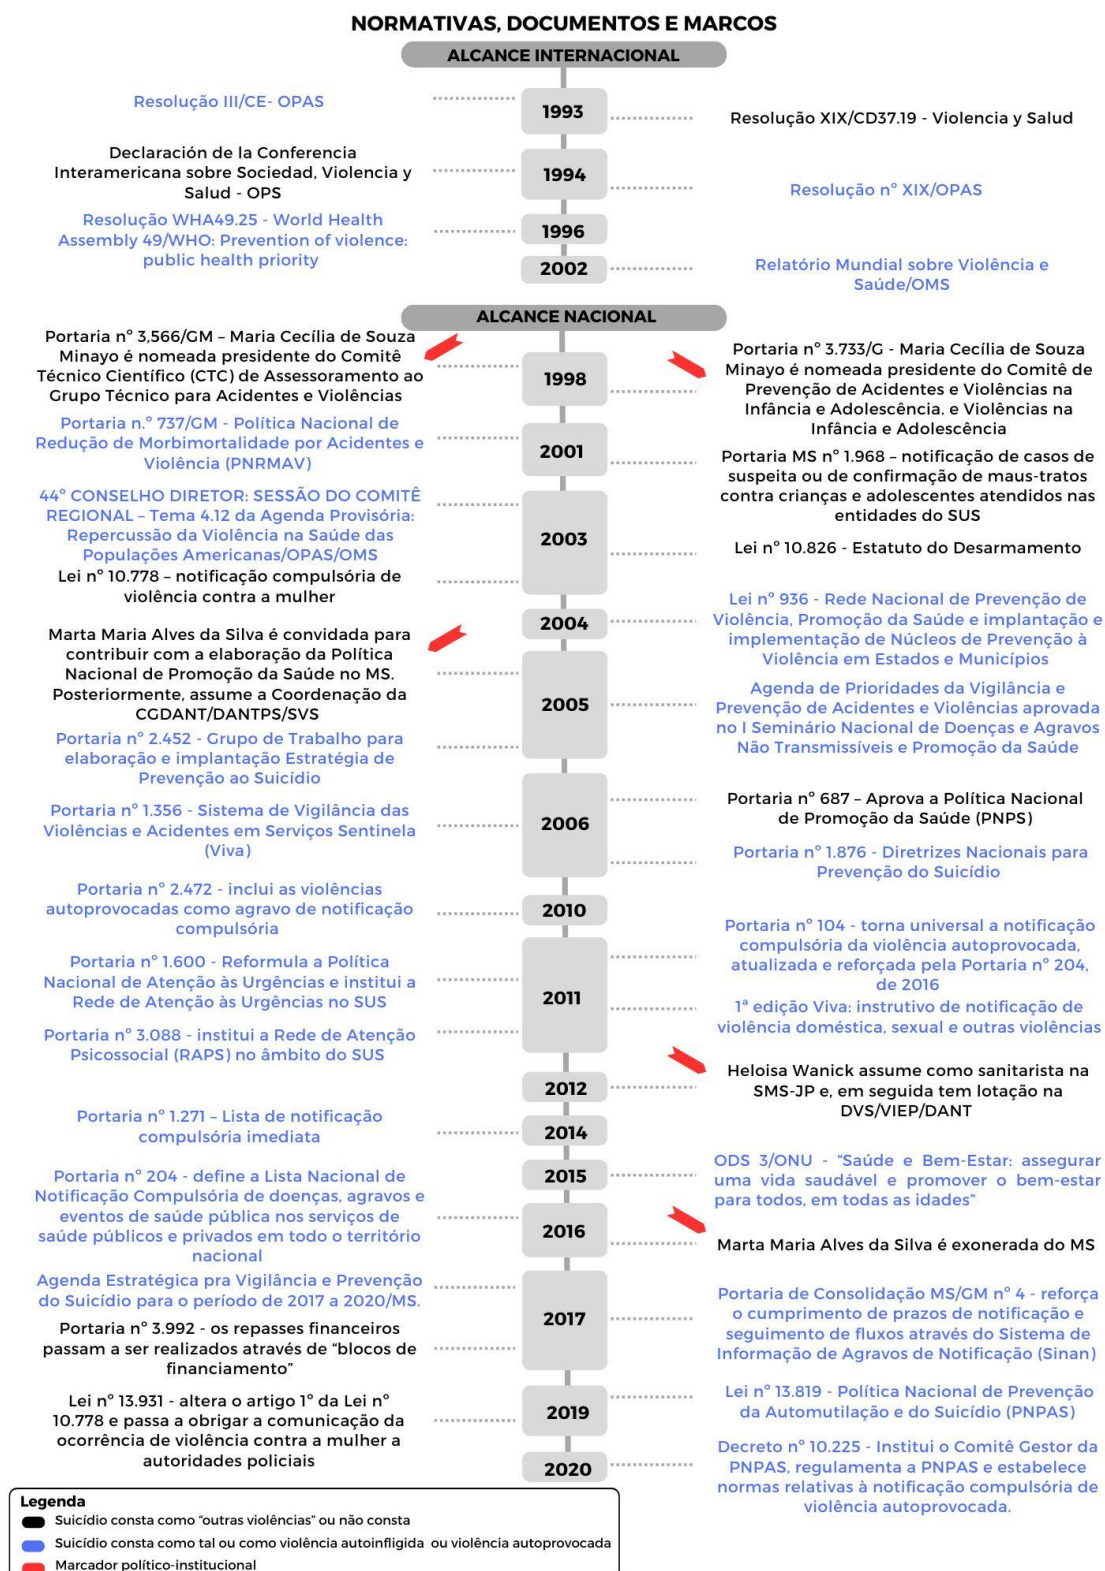 NORMATIVAS, DOCUMENTOS E MARCOS
ALCANCE INTERNACIONAL
Resolução III/CE- OPAS
1993
Resolução XIX/CD37.19 - Violencia y Salud
Declaración de la Conferencia
Interamericana sobre Sociedad, Violencia y
Salud - OPS
1994
Resolução nº XIX/OPAS
Resolução WHA49.25 - World Health
Assembly 49/WHO: Prevention of violence:
public health priority
1996
2002
Relatório Mundial sobre Violência e
Saúde/OMS
ALCANCE NACIONAL
Portaria nº 3,566/GM – Maria Cecília de Souza
Minayo é nomeada presidente do Comitê
Técnico Científico (CTC) de Assessoramento ao
Grupo Técnico para Acidentes e Violências
1998
Portaria nº 3.733/G - Maria Cecília de Souza
Minayo é nomeada presidente do Comitê de
Prevenção de Acidentes e Violências na
Infância e Adolescência. e Violências na
Infância e Adolescência
Portaria n.º 737/GM - Política Nacional de
Redução de Morbimortalidade por Acidentes e
Violência (PNRMAV)
2001
Portaria MS nº 1.968 – notificação de casos de
suspeita ou de confirmação de maus-tratos
contra crianças e adolescentes atendidos nas
entidades do SUS
44º CONSELHO DIRETOR: SESSÃO DO COMITÊ
REGIONAL – Tema 4.12 da Agenda Provisória:
Repercussão da Violência na Saúde das
Populações Americanas/OPAS/OMS
Lei nº 10.778 – notificação compulsória de
violência contra a mulher
2003
Lei nº 10.826 - Estatuto do Desarmamento
2004
Lei nº 936 - Rede Nacional de Prevenção de
Violência, Promoção da Saúde e implantação e
implementação de Núcleos de Prevenção à
Violência em Estados e Municípios
Marta Maria Alves da Silva é convidada para
contribuir com a elaboração da Política
Nacional de Promoção da Saúde no MS.
Posteriormente, assume a Coordenação da
CGDANT/DANTPS/SVS
Portaria nº 2.452 - Grupo de Trabalho para
elaboração e implantação Estratégia de
Prevenção ao Suicídio
2005
Agenda de Prioridades da Vigilância e
Prevenção de Acidentes e Violências aprovada
no I Seminário Nacional de Doenças e Agravos
Não Transmissíveis e Promoção da Saúde
Portaria nº 1.356 - Sistema de Vigilância das
Violências e Acidentes em Serviços Sentinela
(Viva)
2006
Portaria nº 687 – Aprova a Política Nacional
de Promoção da Saúde (PNPS)
Portaria nº 1.876 - Diretrizes Nacionais para
Prevenção do Suicídio
Portaria nº 2.472 - inclui as violências
autoprovocadas como agravo de notificação
compulsória
2010
Portaria nº 1.600 - Reformula a Política
Nacional de Atenção às Urgências e institui a
Rede de Atenção às Urgências no SUS
Portaria nº 3.088 - institui a Rede de Atenção
Psicossocial (RAPS) no âmbito do SUS
2011
Portaria nº 104 - torna universal a notificação
compulsória da violência autoprovocada,
atualizada e reforçada pela Portaria nº 204,
de 2016
1ª edição Viva: instrutivo de notificação de
violência doméstica, sexual e outras violências
2012
Heloisa Wanick assume como sanitarista na
SMS-JP e, em seguida tem lotação na
DVS/VIEP/DANT
Portaria nº 1.271 – Lista de notificação
compulsória imediata
2014
2015
ODS 3/ONU - “Saúde e Bem-Estar: assegurar
uma vida saudável e promover o bem-estar
para todos, em todas as idades”
Portaria nº 204 - define a Lista Nacional de
Notificação Compulsória de doenças, agravos e
eventos de saúde pública nos serviços de
saúde públicos e privados em todo o território
nacional
2016
Marta Maria Alves da Silva é exonerada do MS
Agenda Estratégica pra Vigilância e Prevenção
do Suicídio para o período de 2017 a 2020/MS.
Portaria nº 3.992 - os repasses financeiros
passam a ser realizados através de “blocos de
financiamento”
2017
Portaria de Consolidação MS/GM nº 4 - reforça
o cumprimento de prazos de notificação e
seguimento de fluxos através do Sistema de
Informação de Agravos de Notificação (Sinan)
Lei nº 13.931 - altera o artigo 1º da Lei nº
10.778 e passa a obrigar a comunicação da
ocorrência de violência contra a mulher a
autoridades policiais
2019
Lei nº 13.819 - Política Nacional de Prevenção
da Automutilação e do Suicídio (PNPAS)
2020
Decreto nº 10.225 - Institui o Comitê Gestor da
PNPAS, regulamenta a PNPAS e estabelece
normas relativas à notificação compulsória de
violência autoprovocada.
Legenda
Suicídio consta como “outras violências” ou não consta
Suicídio consta como tal ou como violência autoinfligida ou violência autoprovocada
Marcador político-institucional